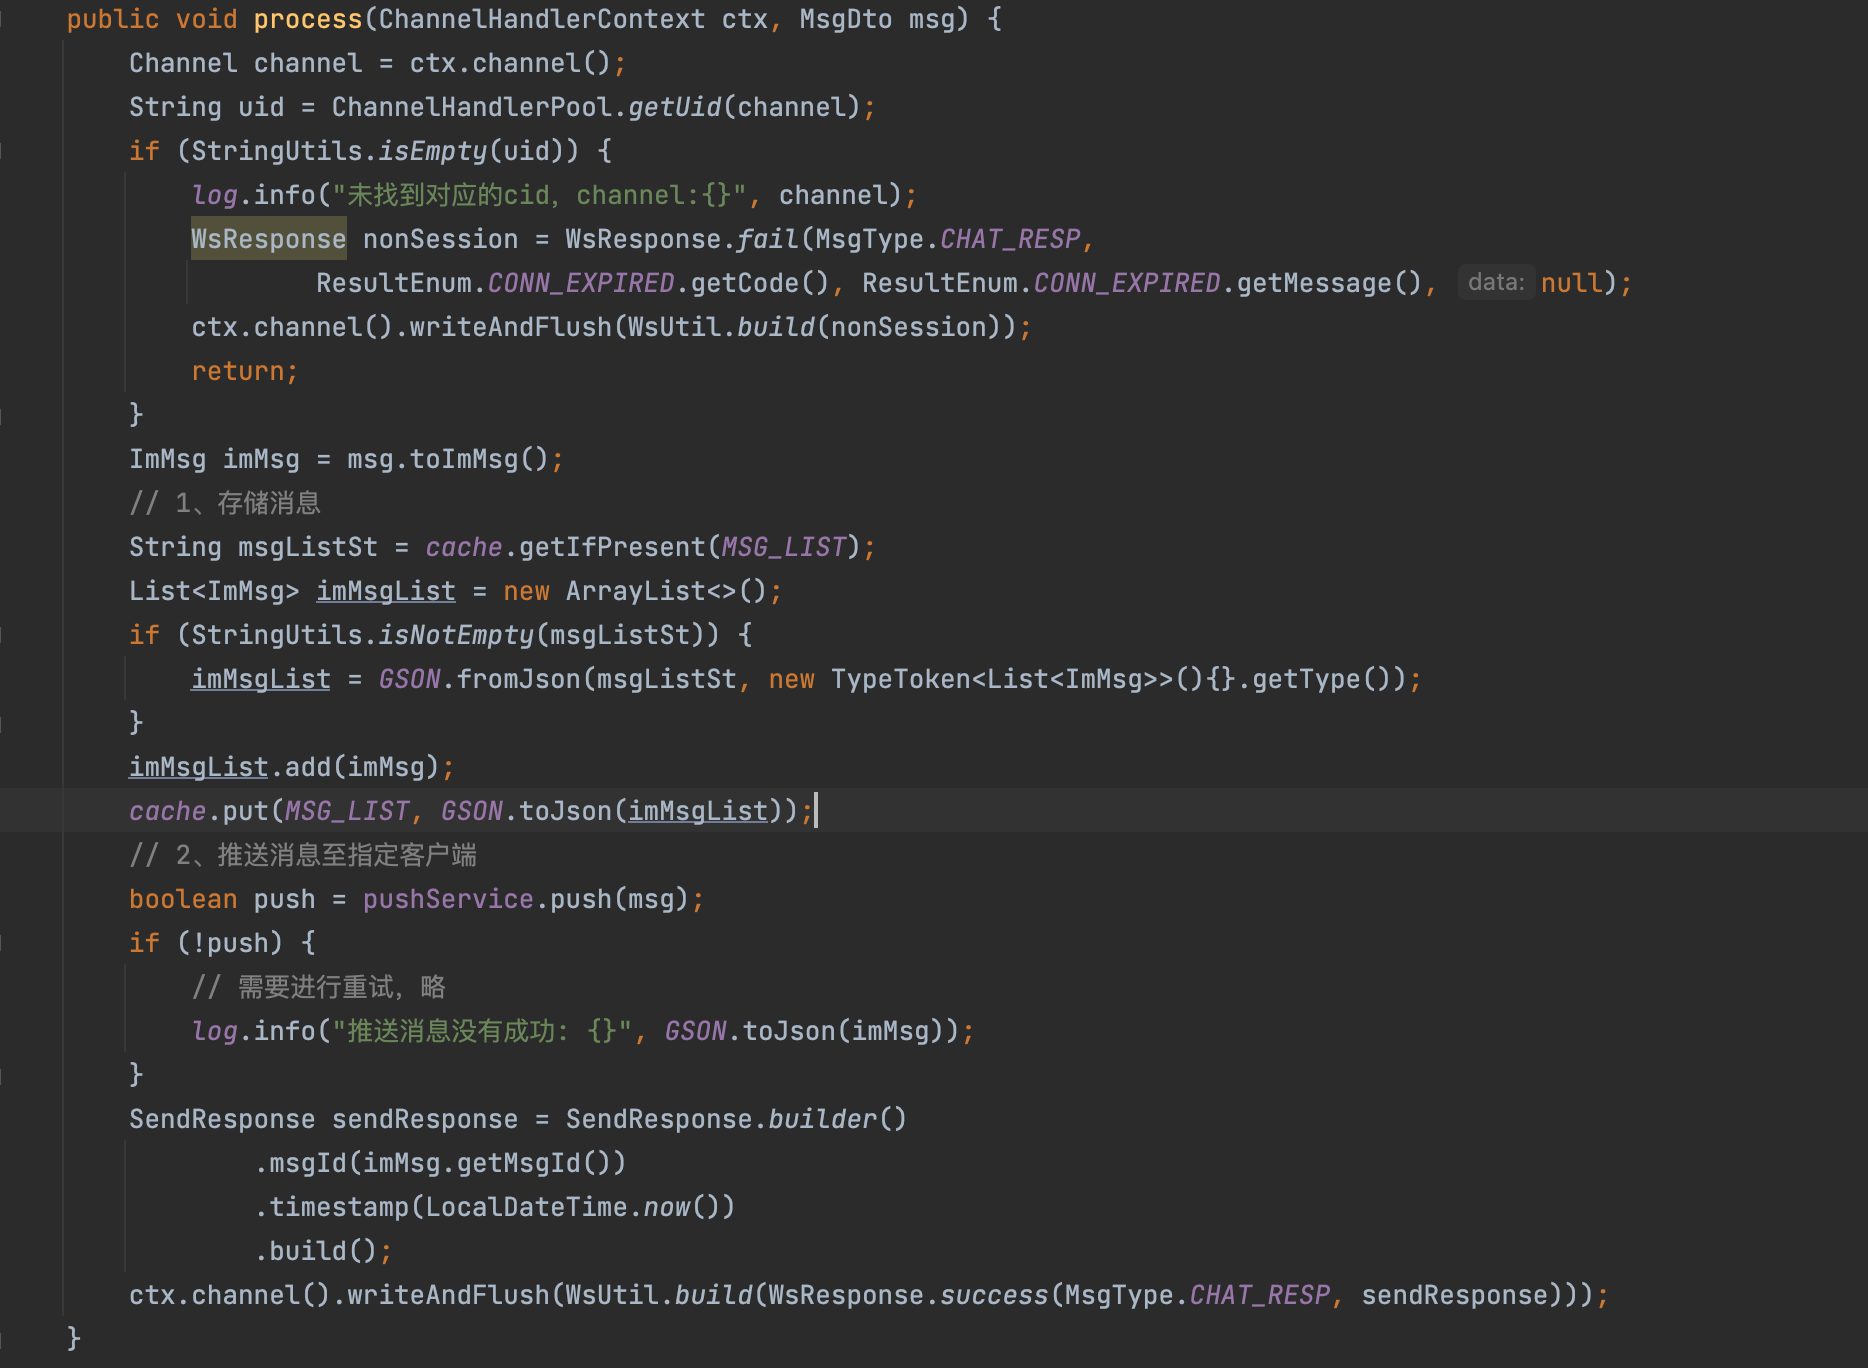 public void process(ChannelHandlerContext ctx, MsgDto msg) {
Channel channel = ctx.channel();
String uid = ChannelHandlerPool.getUid(channel);
if (StringUtils.isEmpty(uid)) {
log.info("未找到对应的cid，channel:{}", channel);
WsResponse nonSession = WsResponse.fail(MsgType.CHAT_RESP,
ResultEnum.CONN_EXPIRED.getCode(), ResultEnum.CONN_EXPIRED.getMessage(), data: null);
ctx.channel().writeAndFlush(WsUtil.build(nonSession));
return;
}
ImMsg imMsg = msg.toImMsg();
// 1、存储消息
String msgListSt = cache.getIfPresent(MSG_LIST);
List<ImMsg> imMsgList = new ArrayList<>();
if (StringUtils.isNotEmpty(msgListSt)) {
imMsgList = GSON.fromJson(msgListSt, new TypeToken<List<ImMsg>>(){}.getType());
}
imMsgList.add(imMsg);
cache.put(MSG_LIST, GSON.toJson(imMsgList));
// 2、推送消息至指定客户端
boolean push = pushService.push(msg);
if (!push) {
// 需要进行重试，略
log.info("推送消息没有成功: {}", GSON.toJson(imMsg));
}
SendResponse sendResponse = SendResponse.builder()
.msgId(imMsg.getMsgId())
.timestamp(LocalDateTime.now())
.build();
ctx.channel().writeAndFlush(WsUtil.build(WsResponse.success(MsgType.CHAT_RESP, sendResponse)));
}